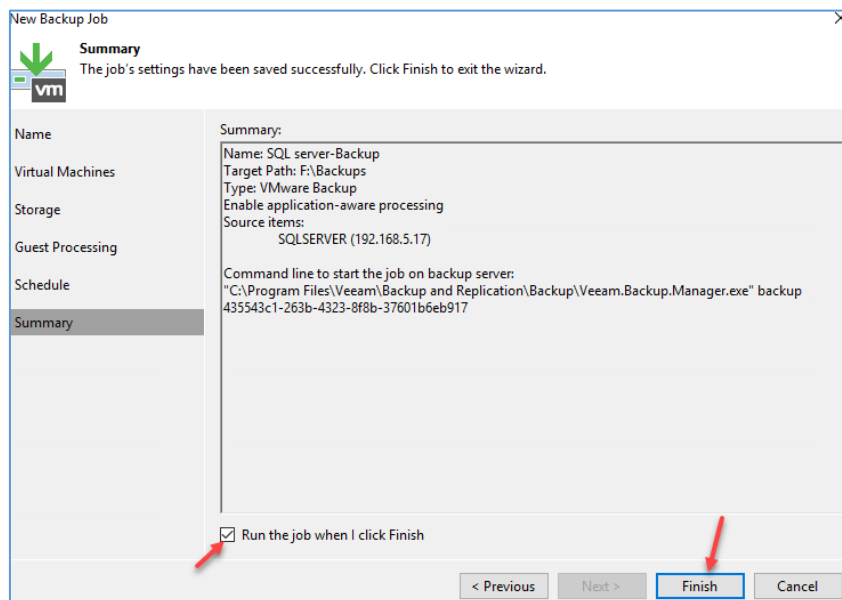 New Backup Job
Summary
The job's settings have been saved successfully. Click Finish to exit the wizard.
vm
Name
Virtual Machines
Storage
Guest Processing
Schedule
Summary
Summary:
Name: SQL server-Backup
Target Path: F:\Backups
Type: VMware Backup
Enable application-aware processing
Source items:
SQLSERVER (192.168.5.17)
Command line to start the job on backup server:
"C:\Program Files\Veeam\Backup and Replication\Backup\Veeam.Backup.Manager.exe" backup
435543c1-263b-4323-8f8b-37601b6eb917
Run the job when I click Finish
< Previous
Next >
Finish
Cancel